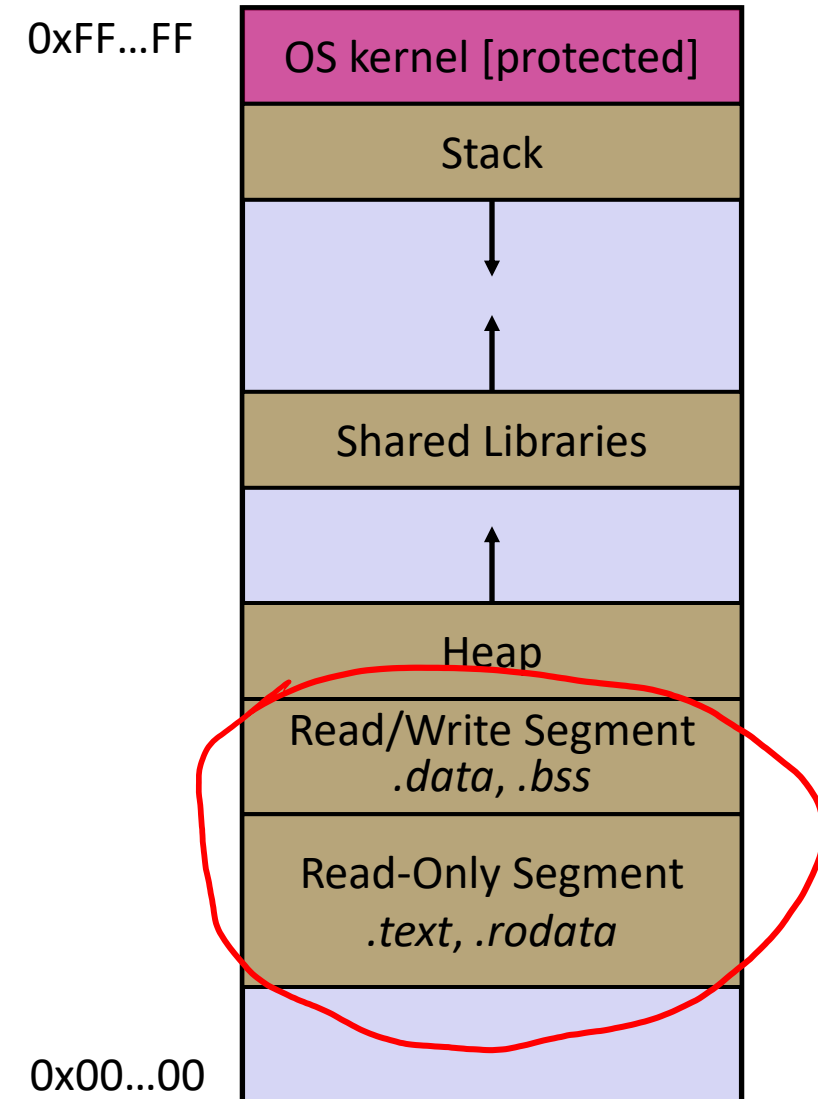 0xFF…FF
OS kernel [protected]
Stack
Shared Libraries
Heap
Read/Write Segment
.data, .bss
Read-Only Segment
.text, .rodata
0x00…00